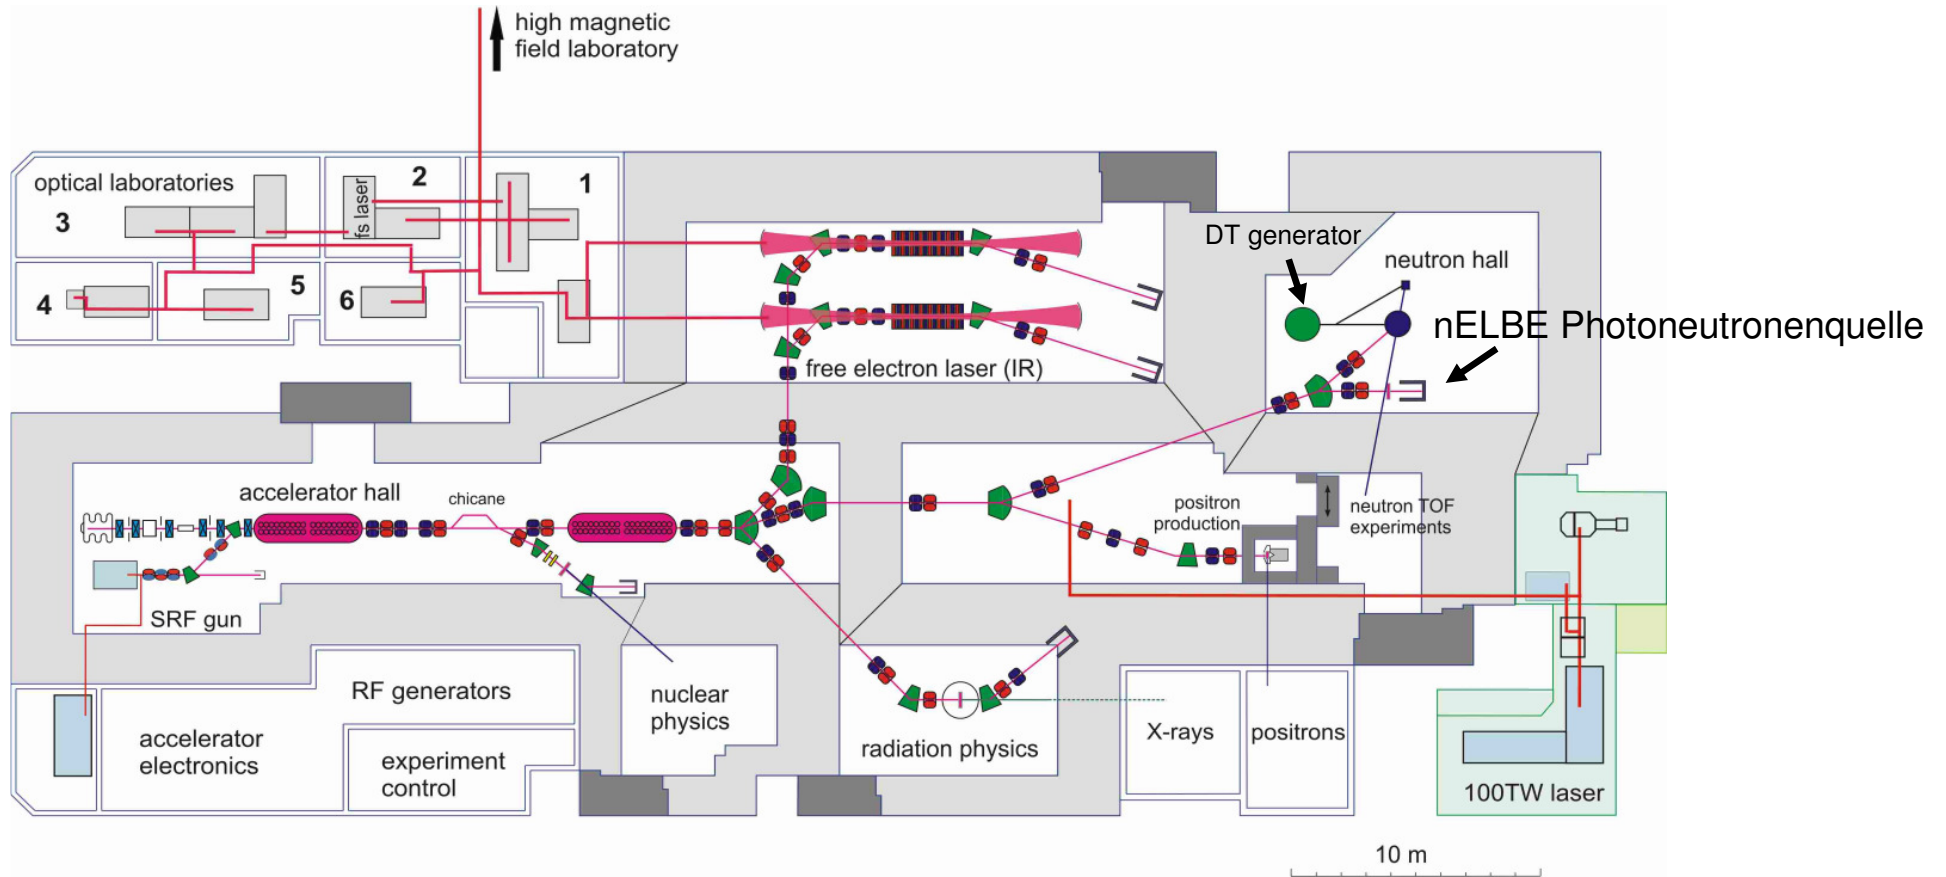 high magnetic
field laboratory
optical laboratories
3
fs laser
2
1
4
5
6
free electron laser (IR)
DT generator
neutron hall
nELBE Photoneutronenquelle
accelerator hall
chicane
positron
production
neutron TOF
experiments
SRF gun
RF generators
accelerator
electronics
experiment
control
nuclear
physics
radiation physics
X-rays
positrons
100TW laser
10 m